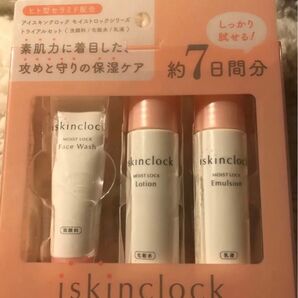 ヒト型セラミド配合
アイスキンクロック モイストロックシリーズ
トライアルセット(洗顔料/化粧水/乳液)
素肌力に着目した、
攻めと守りの保湿ケア
しっかり
試せる!
約7日間分
iskinclock
MOIST LOCK
Face Wash
洗顔料
iskinclock
MOIST LOCK
Lotion
化粧水
iskinclock
MOIST LOCK
Emulsion
乳液
iskinclock